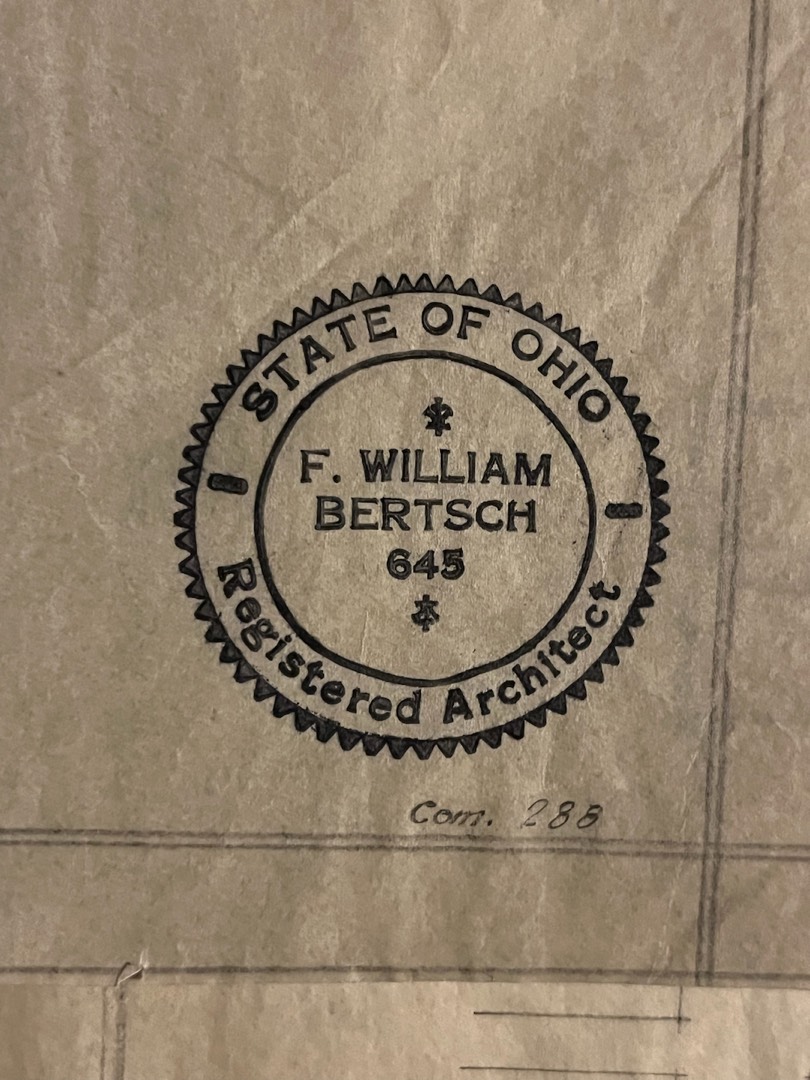 STATE OF OHIO
F. WILLIAM
BERTSCH
645
Registered Architect
Com. 288